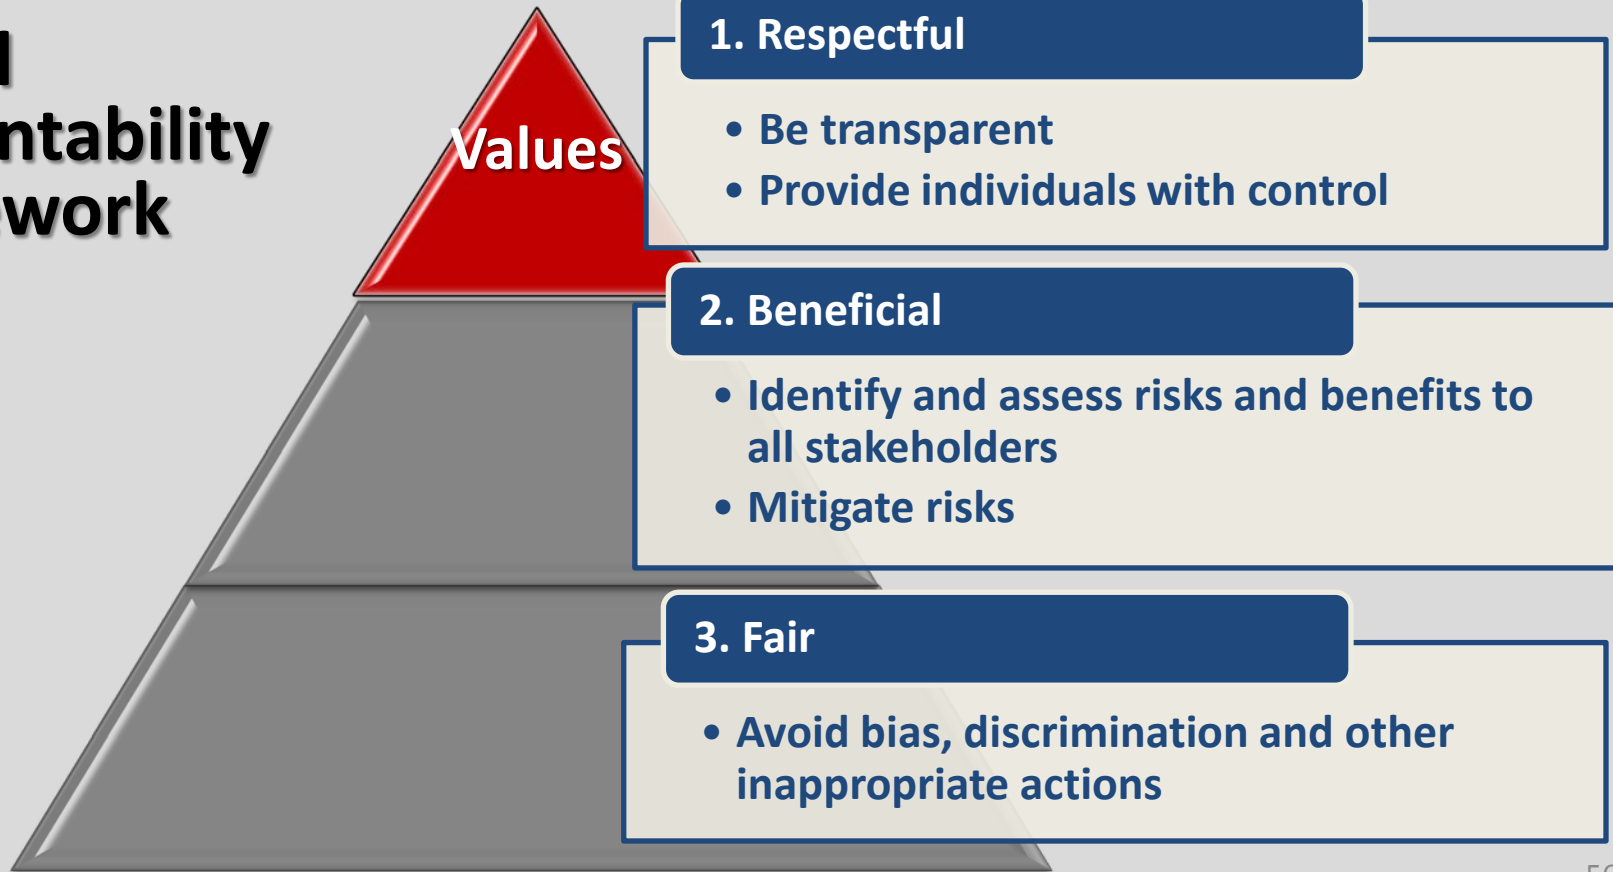 ntability
work
Values
1. Respectful
• Be transparent
• Provide individuals with control
2. Beneficial
• Identify and assess risks and benefits to
all stakeholders
• Mitigate risks
3. Fair
• Avoid bias, discrimination and other
inappropriate actions